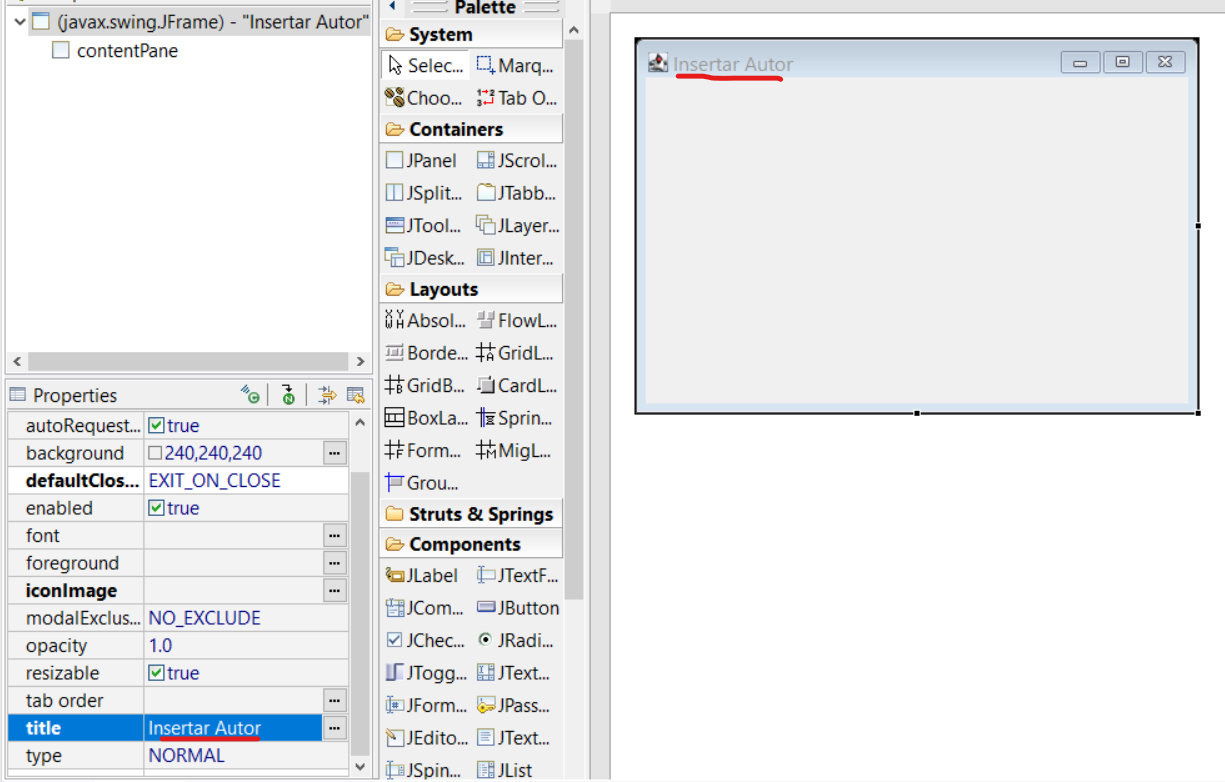 (javax.swing.JFrame) - "Insertar Autor"
contentPane
Properties
autoRequest... true
background 240,240,240 ...
defaultClos... EXIT_ON_CLOSE
enabled true
font ...
foreground ...
iconImage ...
modalExclus... NO_EXCLUDE
opacity 1.0
resizable true
tab order ...
title Insertar Autor ...
type NORMAL
Palette
System
Selec... Marq...
Choo... Tab O...
Containers
JPanel JScrol...
JSplit... JTabb...
JTool... JLayer...
JDesk... JInter...
Layouts
Absol... FlowL...
Borde... GridL...
GridB... CardL...
BoxLa... Sprin...
Form... MigL...
Grou...
Struts & Springs
Components
JLabel JTextF...
JCom... JButton
JChec... JRadi...
JTogg... JText...
JForm... JPass...
JEdito... JText...
JSpin... JList
Insertar Autor